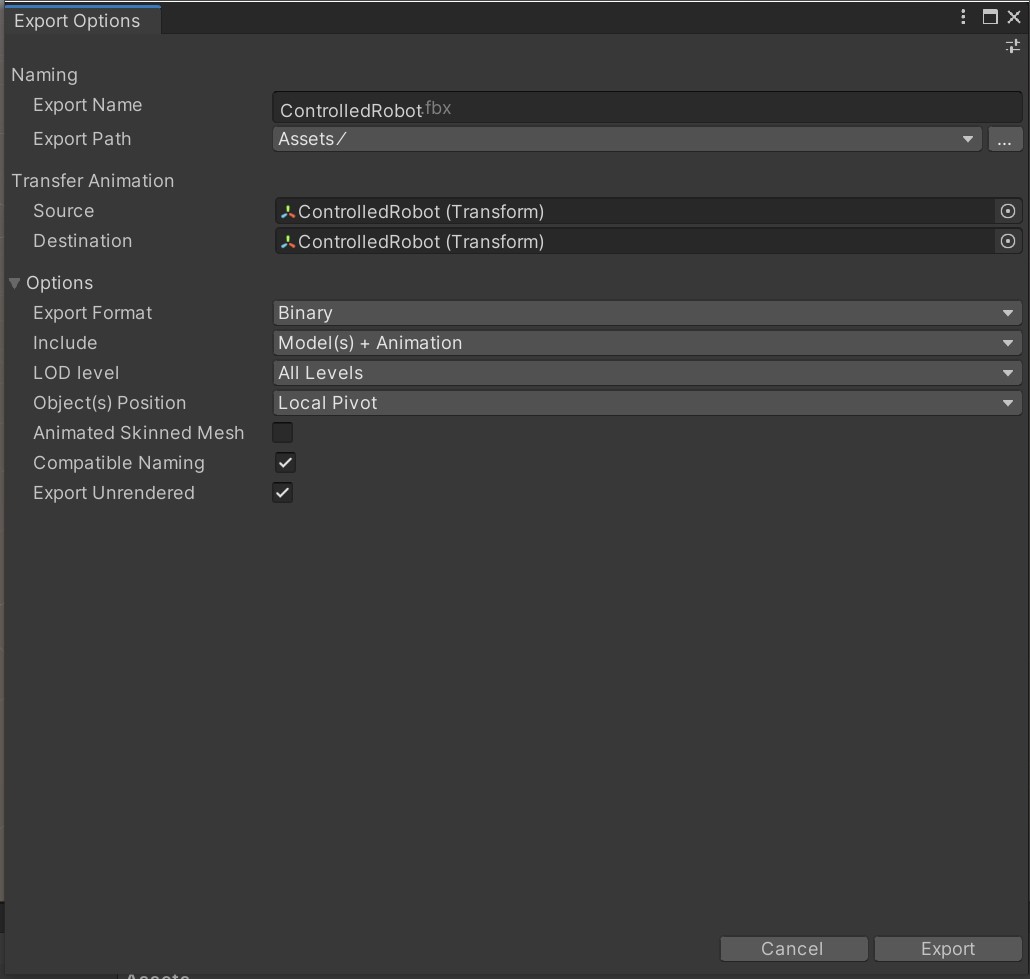 Export Options
Naming
Export Name ControlledRobot.fbx
Export Path Assets/ ...
Transfer Animation
Source ControlledRobot (Transform)
Destination ControlledRobot (Transform)
Options
Export Format Binary
Include Model(s) + Animation
LOD level All Levels
Object(s) Position Local Pivot
Animated Skinned Mesh
Compatible Naming
Export Unrendered
Cancel Export
Assets